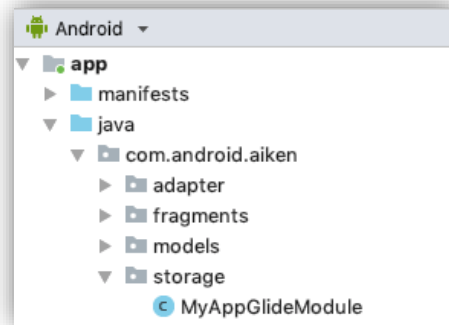 Android
app
manifests
java
com.android.aiken
adapter
fragments
models
storage
C MyAppGlideModule